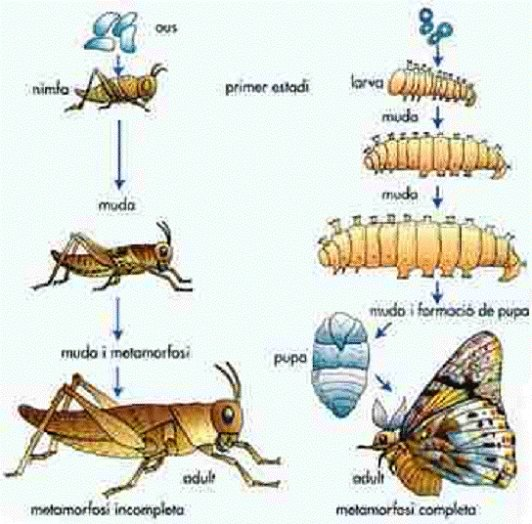 ous
nimfa
primer estadi
larva
muda
muda
muda
muda i formació de pupa
muda i metamorfosi
pupa
adult
adult
metamorfosi incompleta
metamorfosi completa